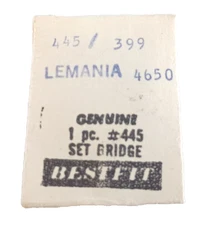 445 / 399
LEMANIA 4650
GENUINE
1 pc. #445
SET BRIDGE
BESTFIT